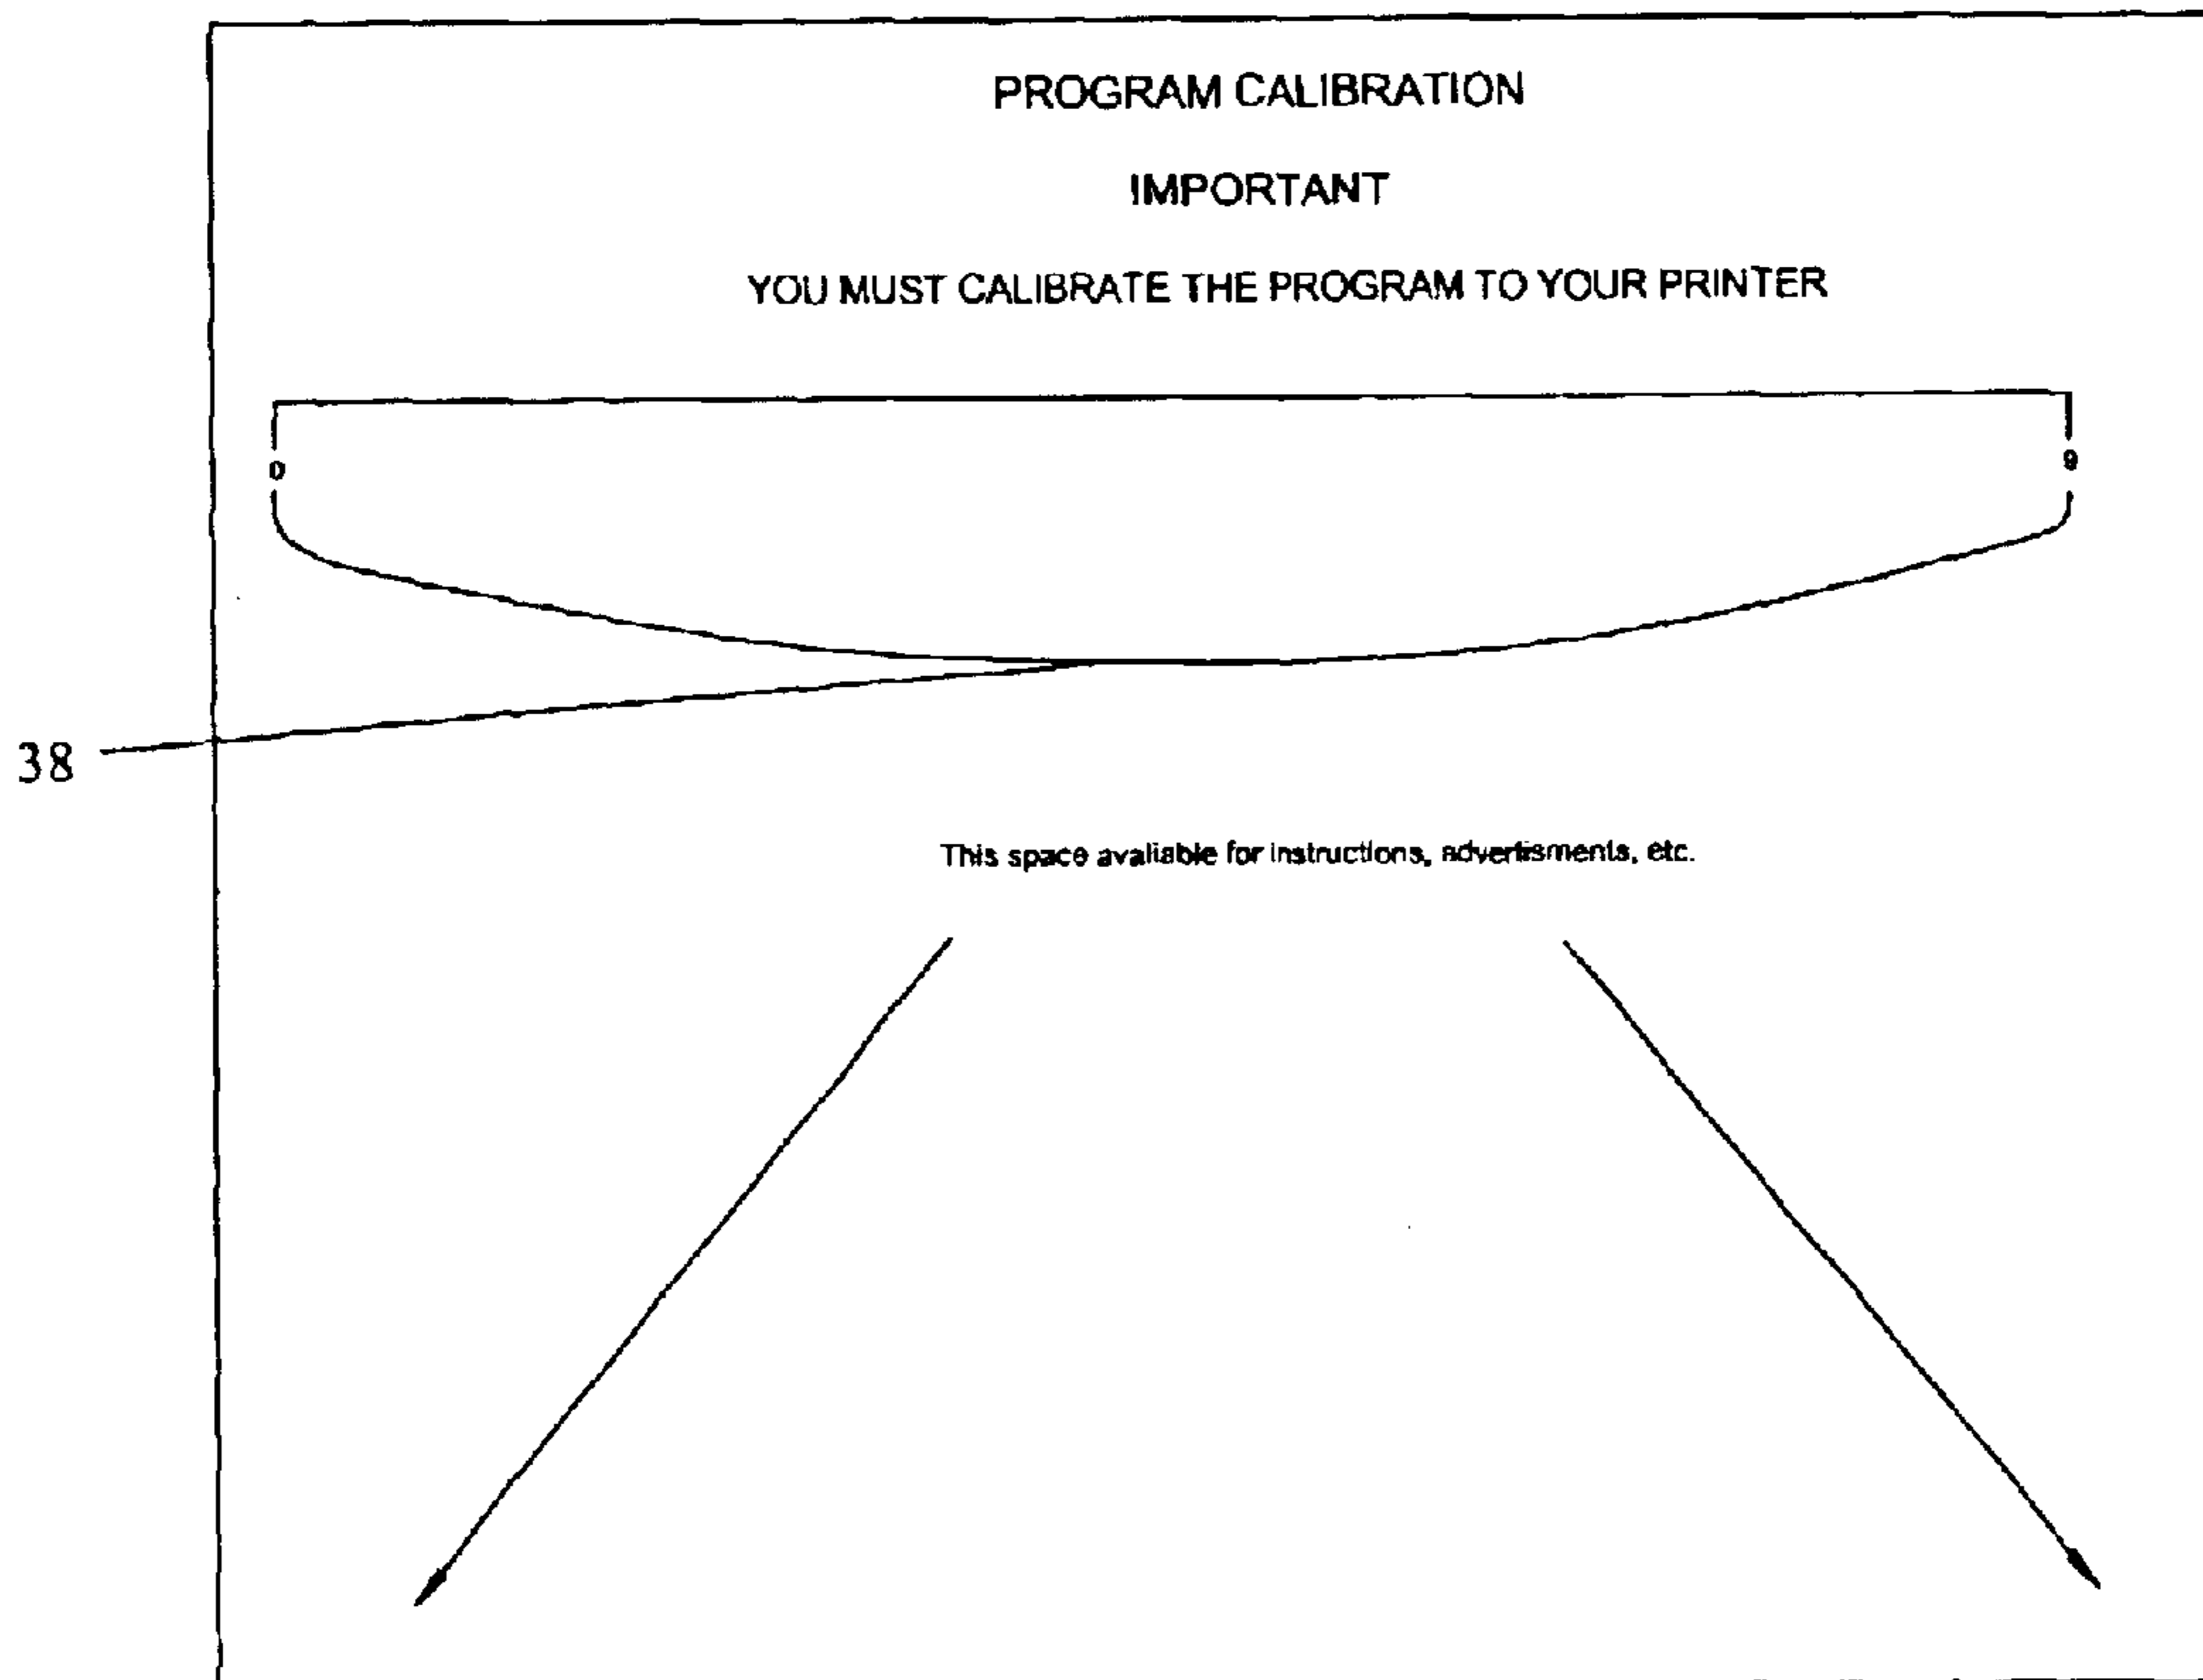 PROGRAM CALIBRATION
IMPORTANT
YOU MUST CALIBRATE THE PROGRAM TO YOUR PRINTER
0 9
38
This space avaliable for instructions, advertisments, etc.